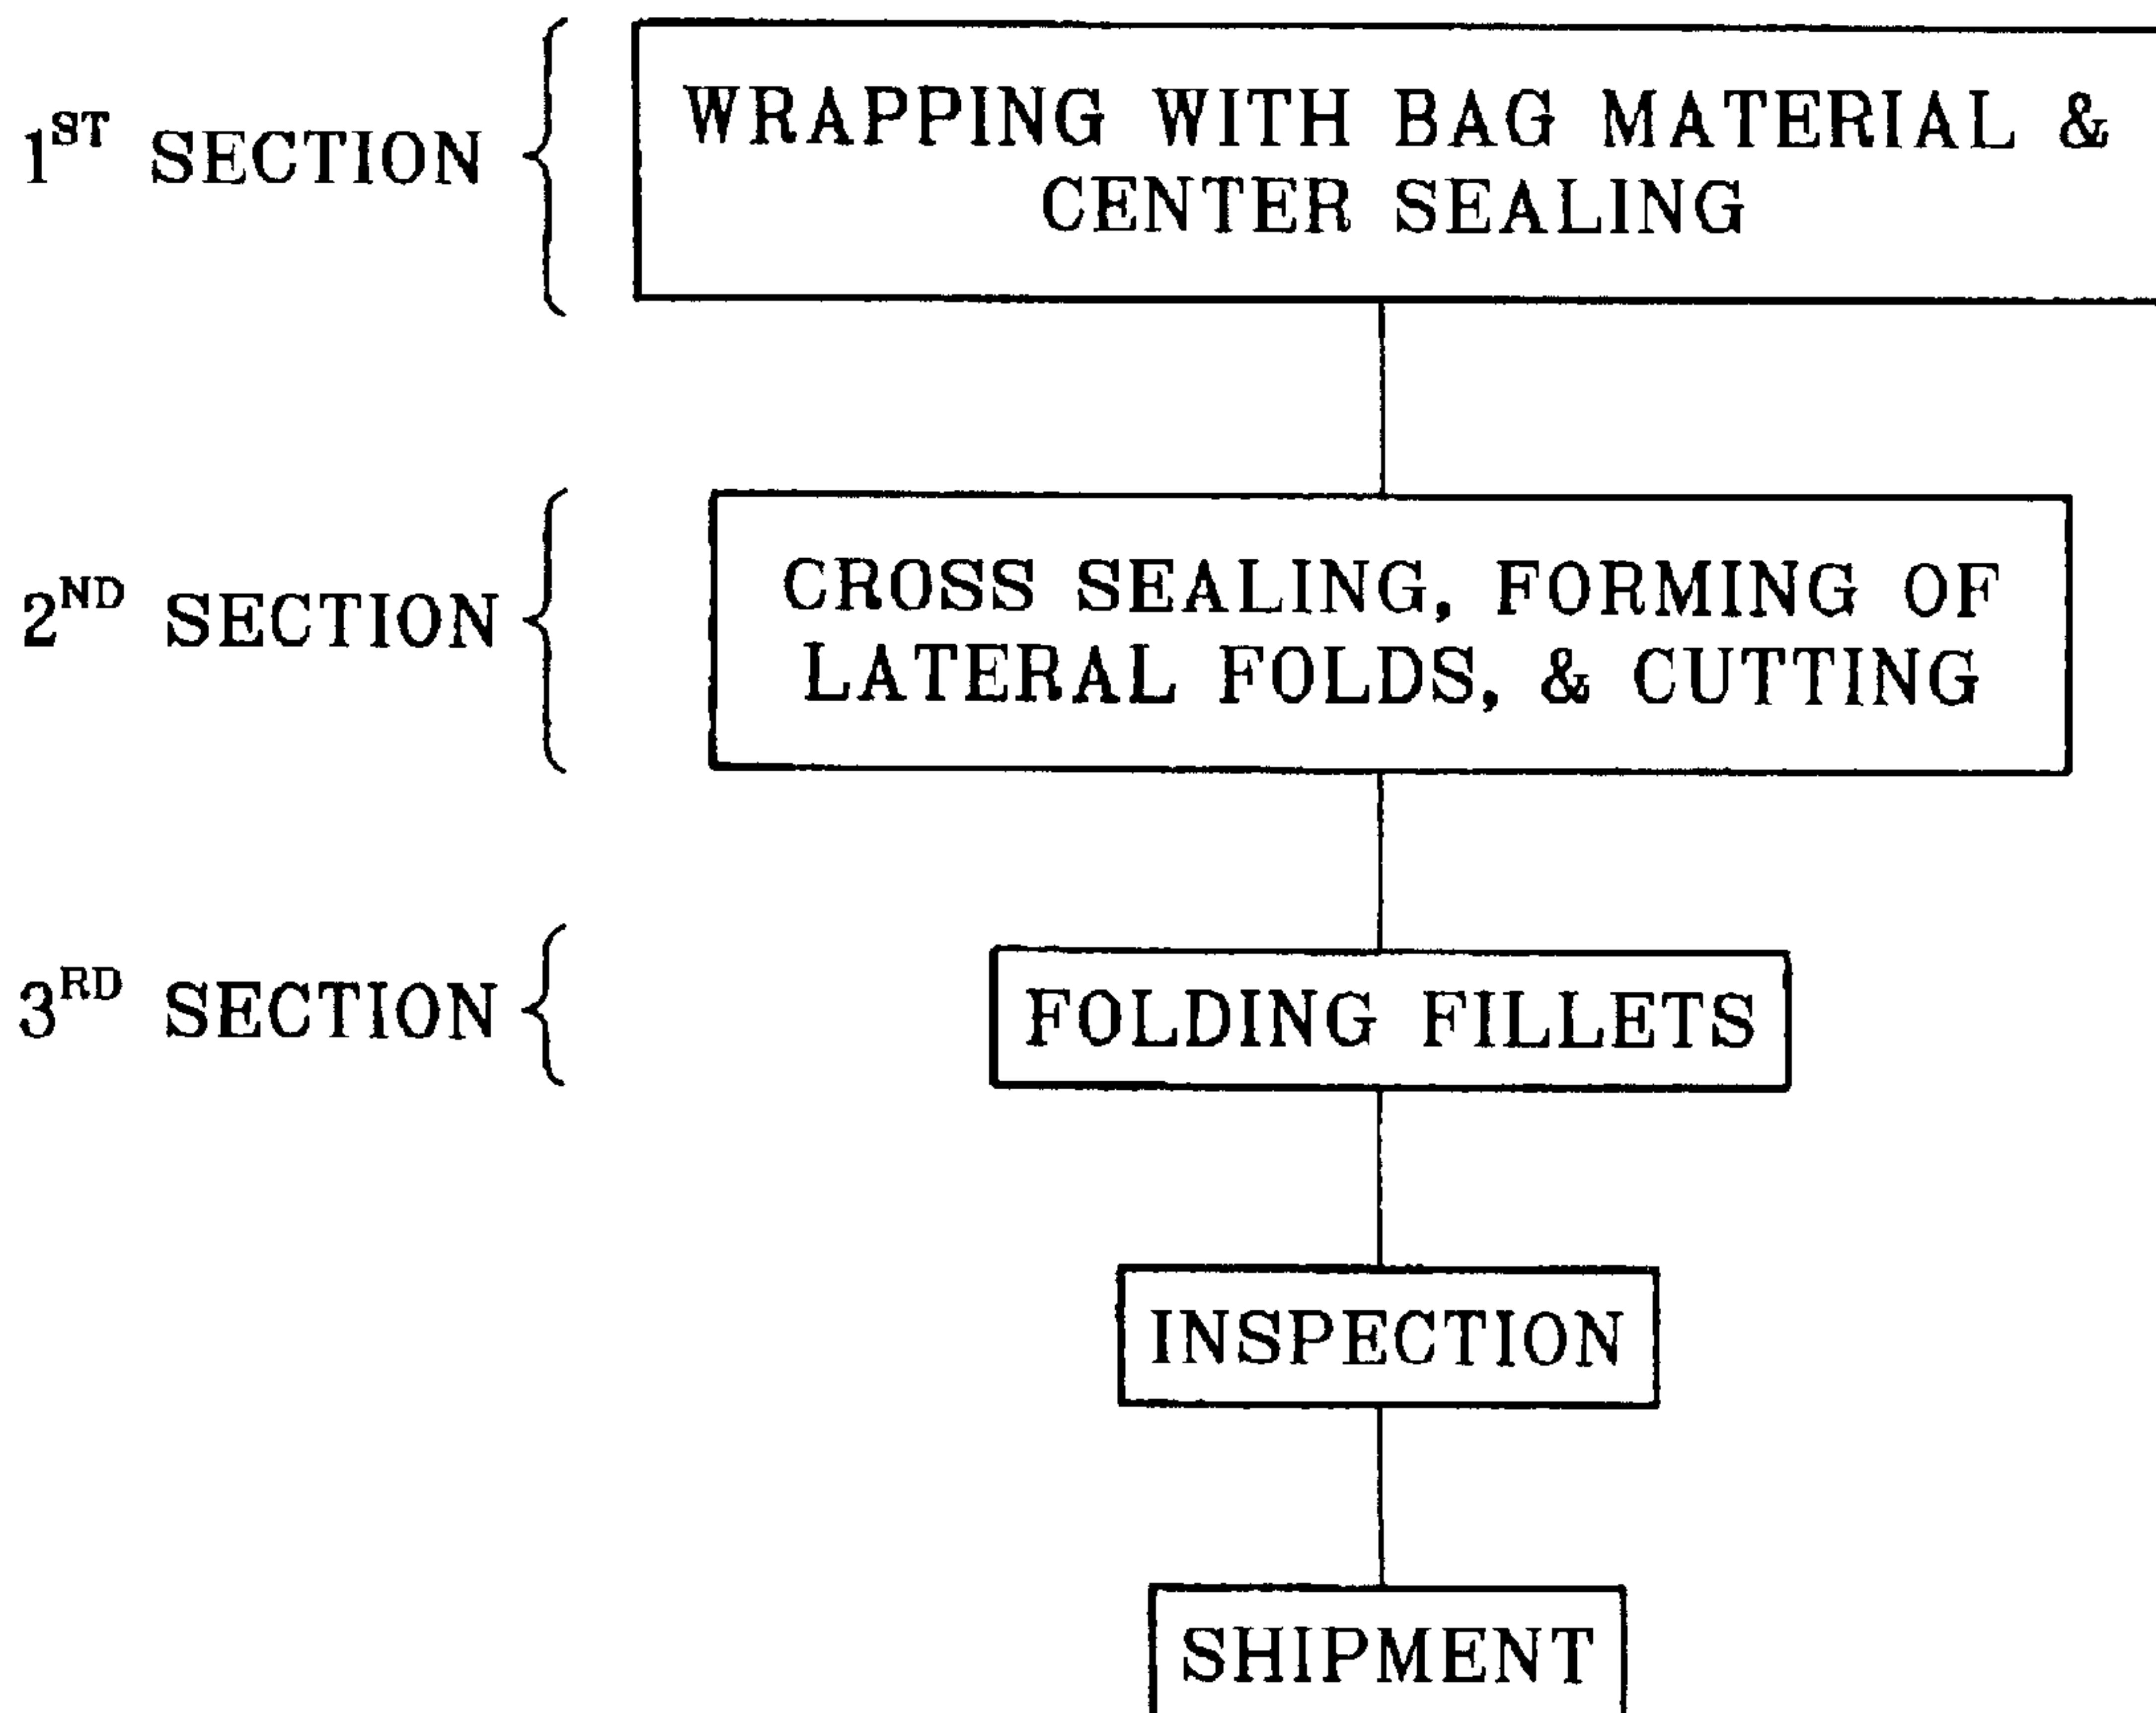 1ST SECTION
WRAPPING WITH BAG MATERIAL &
CENTER SEALING
2ND SECTION
CROSS SEALING, FORMING OF
LATERAL FOLDS, & CUTTING
3RD SECTION
FOLDING FILLETS
INSPECTION
SHIPMENT